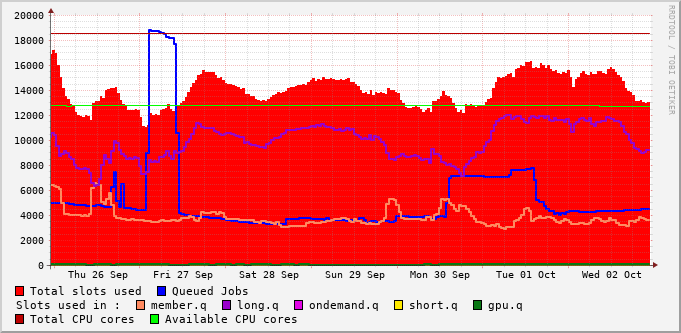 20000
18000
16000
14000
12000
10000
8000
6000
4000
2000
0
Thu 26 Sep Fri 27 Sep Sat 28 Sep Sun 29 Sep Mon 30 Sep Tue 01 Oct Wed 02 Oct
RRDTOOL / TOBI OETIKER
Total slots used Queued Jobs
Slots used in : member.q long.q ondemand.q short.q gpu.q
Total CPU cores Available CPU cores